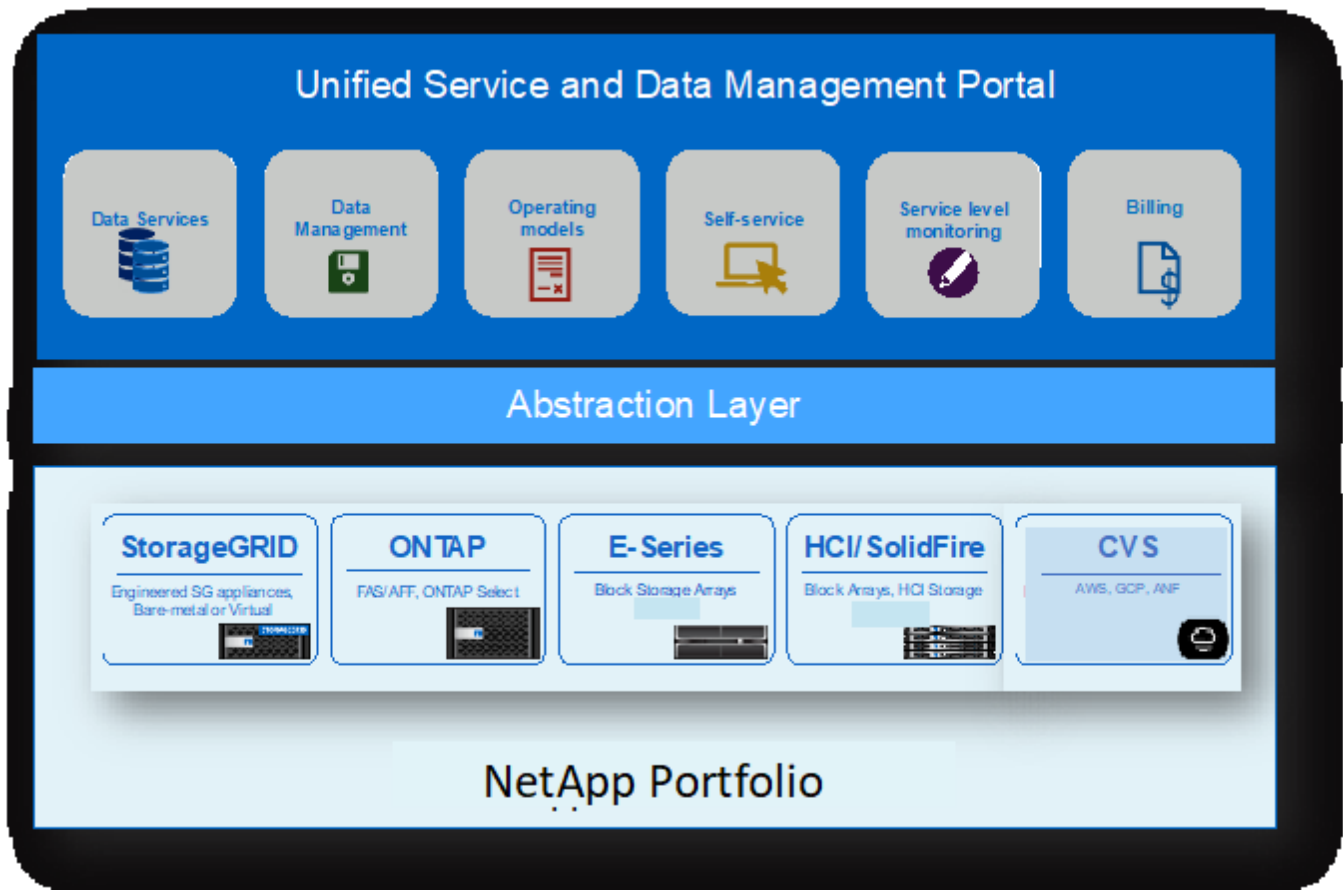 Unified Service and Data Management Portal
Data Services
Data
Management
Operating
models
Self-service
Service level
monitoring
Billing
Abstraction Layer
StorageGRID
Engineered SG appliances,
Bare-metal or Virtual
ONTAP
FAS/AFF, ONTAP Select
E-Series
Block Storage Arrays
HCI/SolidFire
Block Arrays, HCI Storage
CVS
AWS, GCP, ANF
NetApp Portfolio